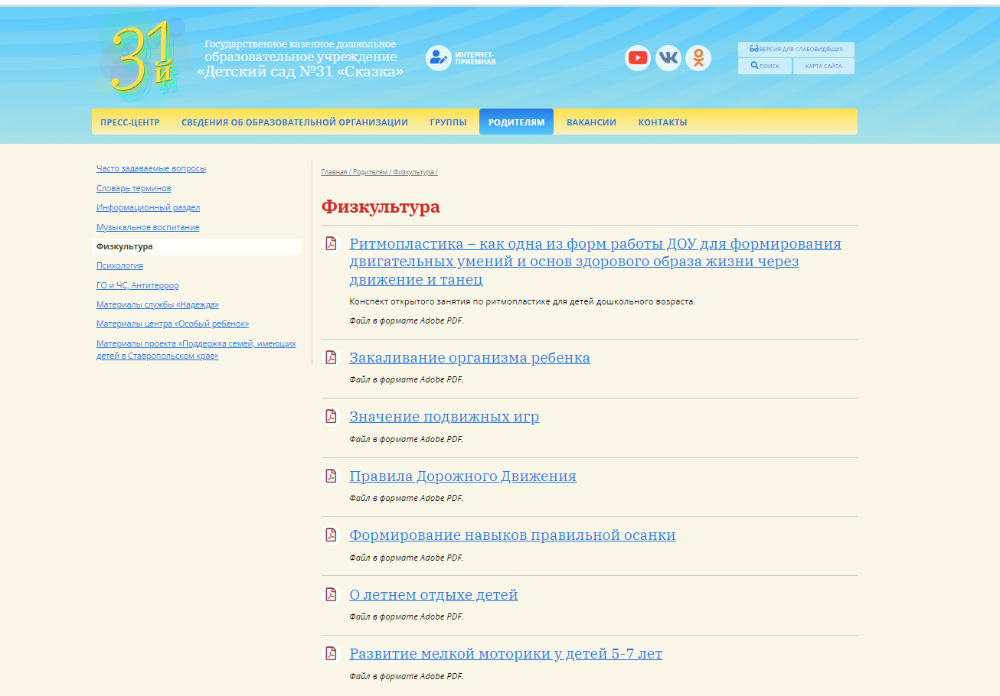 31й
Государственное казенное дошкольное
образовательное учреждение
«Детский сад №31 «Сказка»
ИНТЕРНЕТ-
ПРИЕМНАЯ
ВЕРСИЯ ДЛЯ СЛАБОВИДЯЩИХ
ПОИСК
КАРТА САЙТА
ПРЕСС-ЦЕНТР СВЕДЕНИЯ ОБ ОБРАЗОВАТЕЛЬНОЙ ОРГАНИЗАЦИИ ГРУППЫ РОДИТЕЛЯМ ВАКАНСИИ КОНТАКТЫ
Часто задаваемые вопросы
Словарь терминов
Информационный раздел
Музыкальное воспитание
Физкультура
Психология
ГО и ЧС, Антитеррор
Материалы службы «Надежда»
Материалы центра «Особый ребёнок»
Материалы проекта «Поддержка семей, имеющих
детей в Ставропольском крае»
Главная / Родителям / Физкультура /
Физкультура
Ритмопластика – как одна из форм работы ДОУ для формирования
двигательных умений и основ здорового образа жизни через
движение и танец
Конспект открытого занятия по ритмопластике для детей дошкольного возраста.
Файл в формате Adobe PDF.
Закаливание организма ребенка
Файл в формате Adobe PDF.
Значение подвижных игр
Файл в формате Adobe PDF.
Правила Дорожного Движения
Файл в формате Adobe PDF.
Формирование навыков правильной осанки
Файл в формате Adobe PDF.
О летнем отдыхе детей
Файл в формате Adobe PDF.
Развитие мелкой моторики у детей 5-7 лет
Файл в формате Adobe PDF.